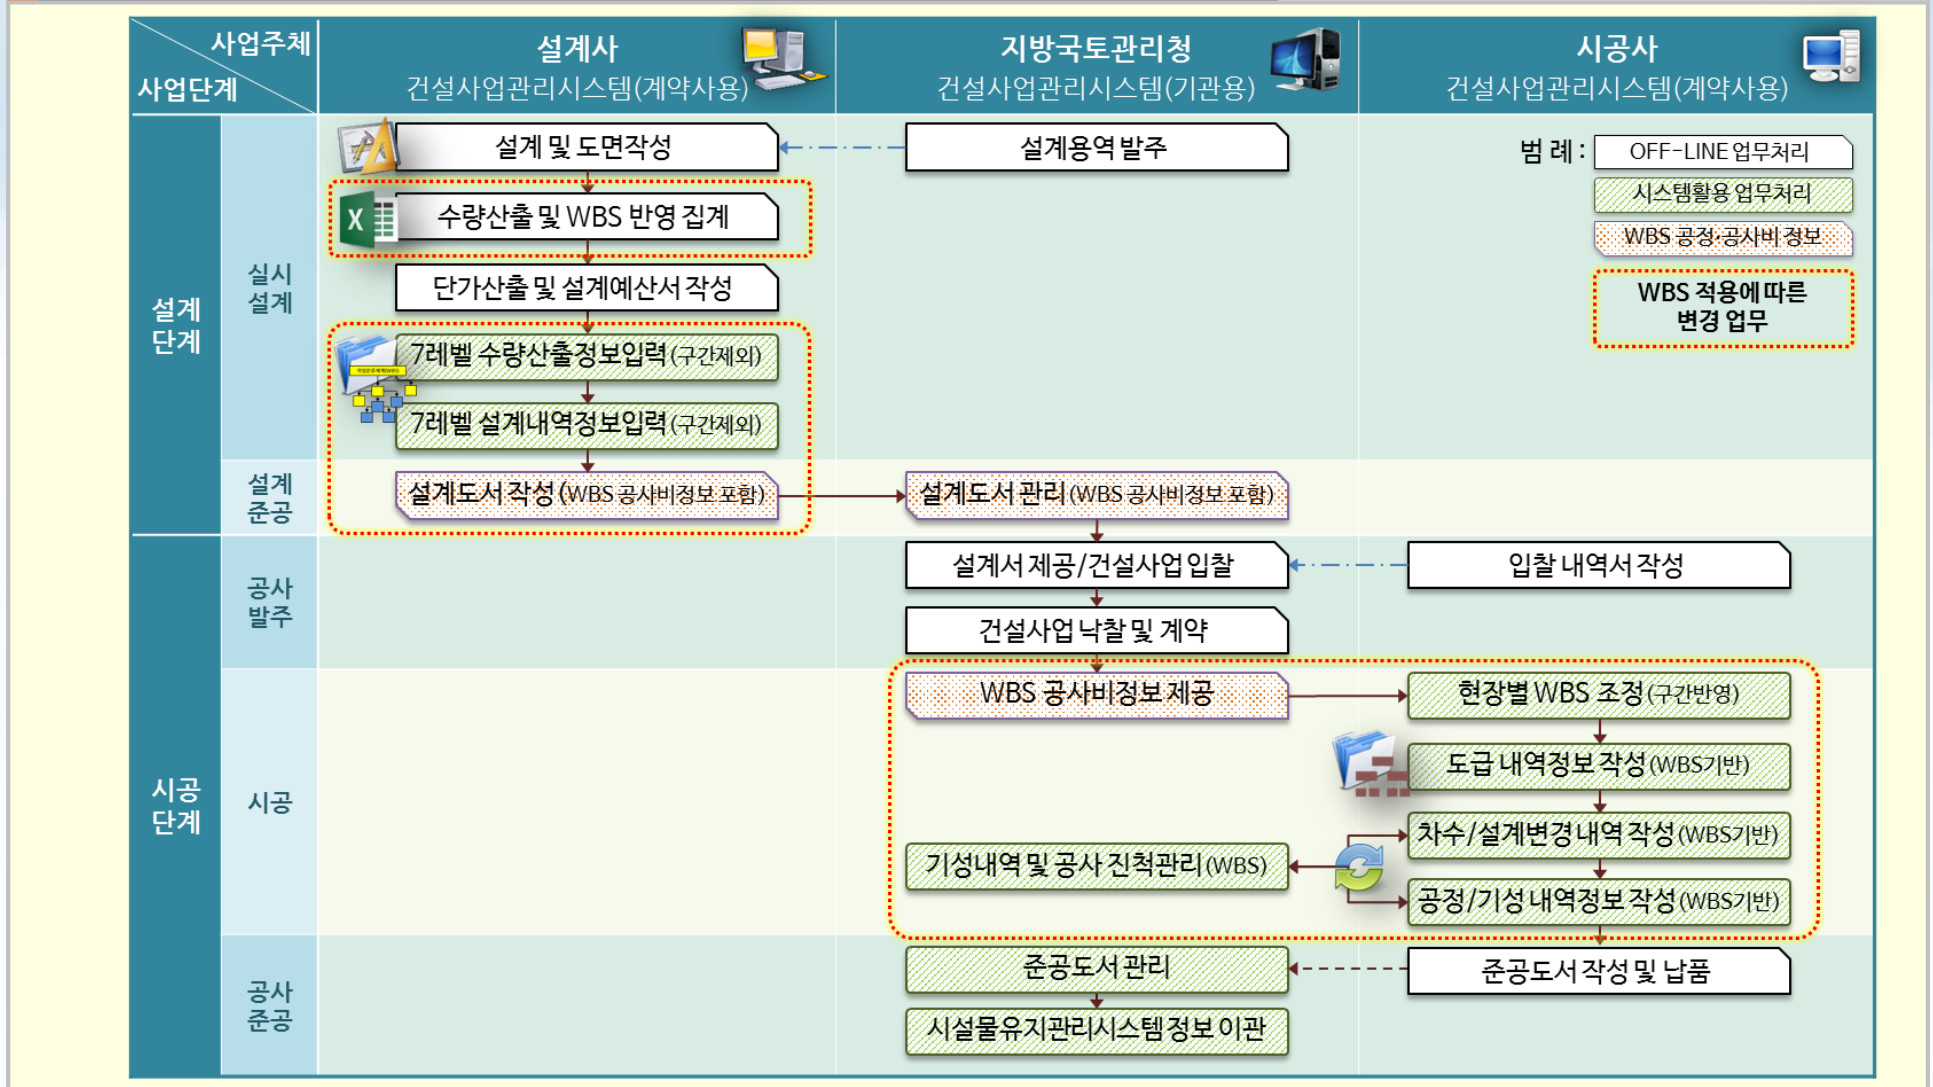 사업주체
사업단계
설계사
건설사업관리시스템(계약사용)
지방국토관리청
건설사업관리시스템(기관용)
시공사
건설사업관리시스템(계약사용)
설계
단계
실시
설계
설계 및 도면작성
설계용역 발주
범 례 :
OFF-LINE 업무처리
시스템활용 업무처리
WBS 공정·공사비 정보
WBS 적용에 따른
변경 업무
수량산출 및 WBS 반영 집계
단가산출 및 설계예산서 작성
7레벨 수량산출정보입력(구간제외)
7레벨 설계내역정보입력(구간제외)
설계
준공
설계도서 작성(WBS 공사비정보 포함)
설계도서 관리(WBS 공사비정보 포함)
시공
단계
공사
발주
설계서 제공/건설사업 입찰
입찰 내역서 작성
건설사업 낙찰 및 계약
시공
WBS 공사비정보 제공
현장별 WBS 조정(구간반영)
도급 내역정보 작성(WBS기반)
차수/설계변경 내역 작성(WBS기반)
기성내역 및 공사 진척관리(WBS)
공정/기성 내역정보 작성(WBS기반)
공사
준공
준공도서 관리
준공도서 작성 및 납품
시설물유지관리시스템 정보 이관